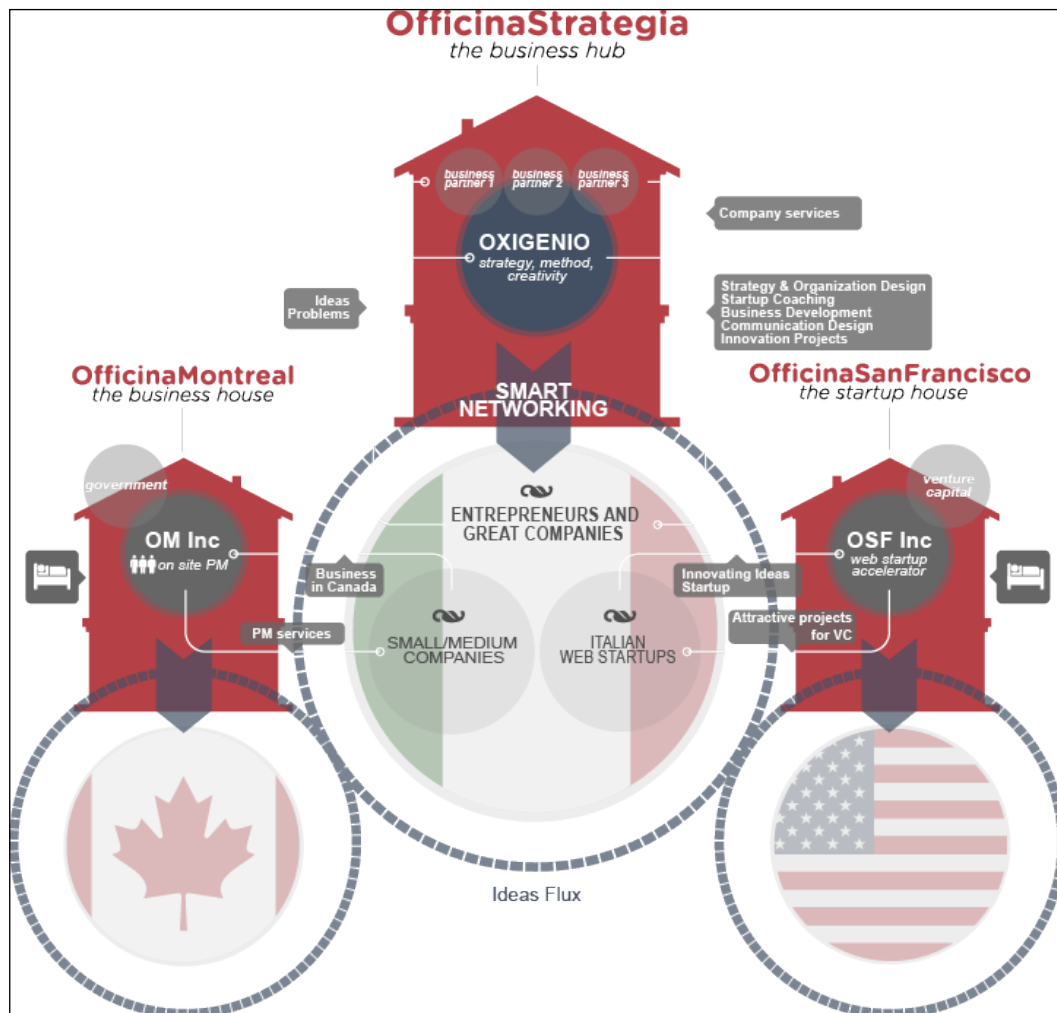 OfficinaStrategia
the business hub
business
partner 1
business
partner 2
business
partner 3
Company services
OXIGENIO
strategy, method,
creativity
Ideas
Problems
Strategy & Organization Design
Startup Coaching
Business Development
Communication Design
Innovation Projects
OfficinaMontreal
the business house
SMART
NETWORKING
OfficinaSanFrancisco
the startup house
government
venture
capital
ENTREPRENEURS AND
GREAT COMPANIES
OM Inc
on site PM
OSF Inc
web startup
accelerator
Business
in Canada
Innovating Ideas
Startup
PM services
Attractive projects
for VC
SMALL/MEDIUM
COMPANIES
ITALIAN
WEB STARTUPS
Ideas Flux